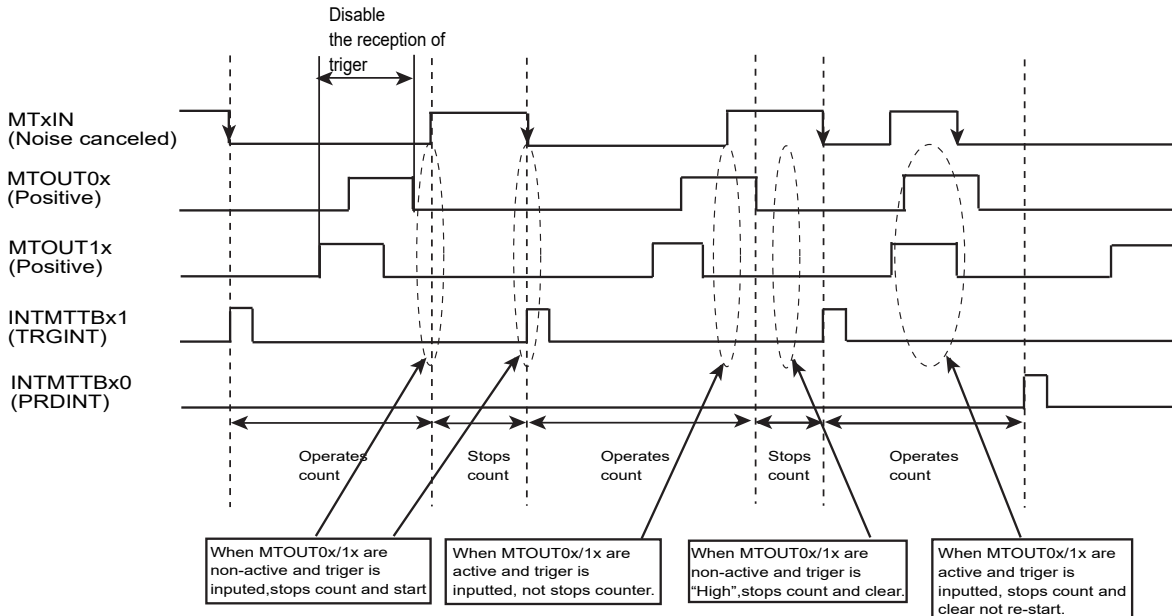 Disable
the reception of
triger
MTxIN
(Noise canceled)
MTOUT0x
(Positive)
MTOUT1x
(Positive)
INTMTTBx1
(TRGINT)
INTMTTBx0
(PRDINT)
Operates
count
Stops
count
Operates
count
Stops
count
Operates
count
When MTOUT0x/1x are
non-active and triger is
inputed,stops count and start
When MTOUT0x/1x are
active and triger is
inputted, not stops counter.
When MTOUT0x/1x are
non-active and triger is
“High”,stops count and clear.
When MTOUT0x/1x are
active and triger is
inputted, stops count and
clear not re-start.